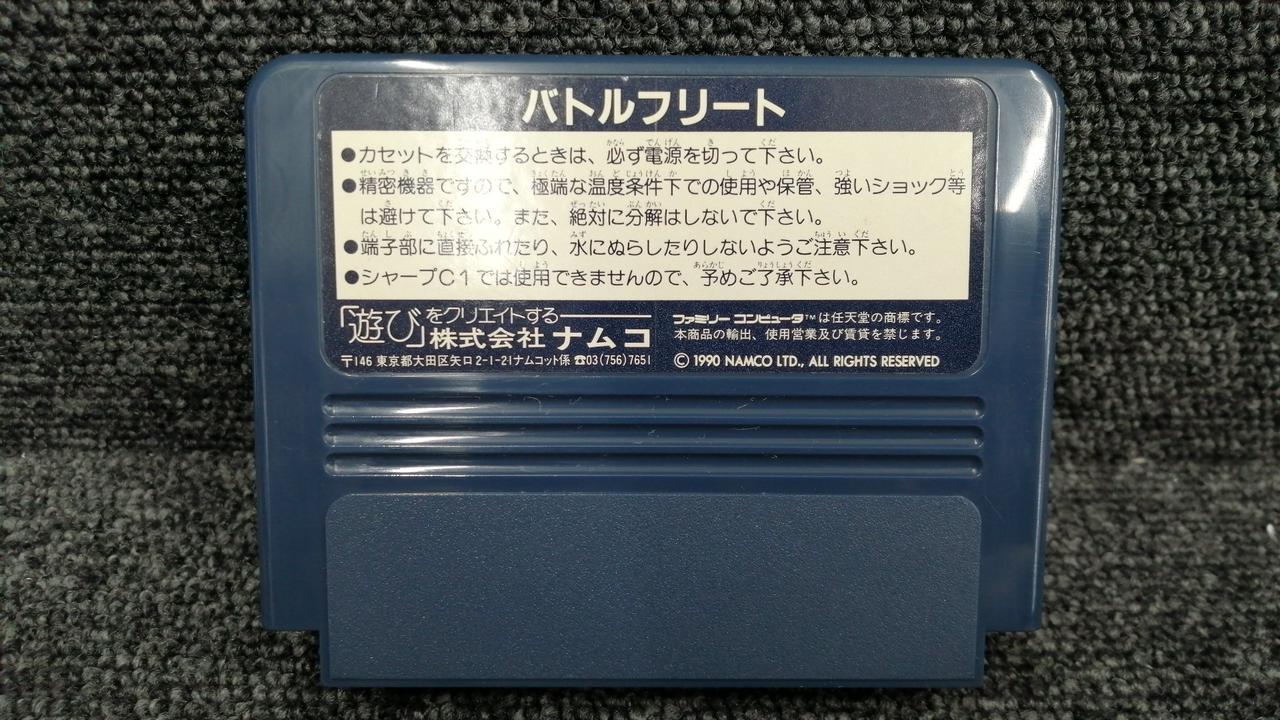 バトルフリート
●カセットを交換するときは、必ず電源を切って下さい。
●精密機器ですので、極端な温度条件下での使用や保管、強いショック等
は避けて下さい。また、絶対に分解はしないで下さい。
●端子部に直接ふれたり、水にぬらしたりしないようご注意下さい。
●シャープC1では使用できませんので、予めご了承下さい。
「遊び」をクリエイトする
株式会社 ナムコ
〒146 東京都大田区矢口2-1-21ナムコット係 ☎03(756)7651
ファミリー コンピュータ™は任天堂の商標です。
本商品の輸出、使用営業及び賃貸を禁じます。
© 1990 NAMCO LTD., ALL RIGHTS RESERVED